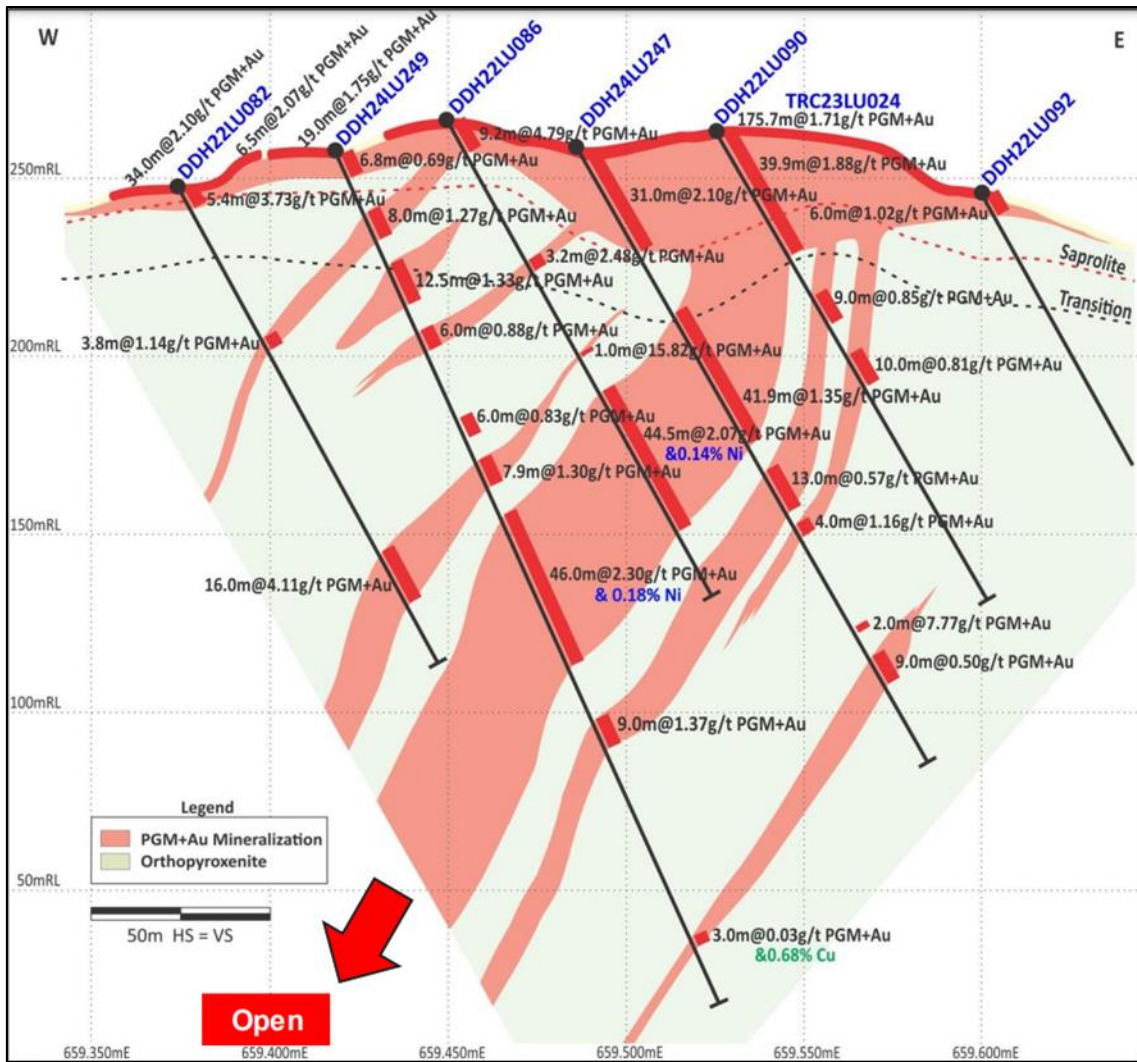 W
E
34.0m@2.10g/t PGM+Au
6.5m@2.07g/t PGM+Au
19.0m@1.75g/t PGM+Au
DDH22LU082
DDH24LU249
DDH22LU086
DDH24LU247
DDH22LU090
TRC23LU024
175.7m@1.71g/t PGM+Au
DDH22LU092
9.2m@4.79g/t PGM+Au
6.8m@0.69g/t PGM+Au
39.9m@1.88g/t PGM+Au
250mRL
5.4m@3.73g/t PGM+Au
31.0m@2.10g/t PGM+Au
8.0m@1.27g/t PGM+Au
6.0m@1.02g/t PGM+Au
3.2m@2.48g/t PGM+Au
Saprolite
12.5m@1.33g/t PGM+Au
9.0m@0.85g/t PGM+Au
Transition
6.0m@0.88g/t PGM+Au
3.8m@1.14g/t PGM+Au
1.0m@15.82g/t PGM+Au
200mRL
10.0m@0.81g/t PGM+Au
41.9m@1.35g/t PGM+Au
6.0m@0.83g/t PGM+Au
44.5m@2.07g/t PGM+Au
&0.14% Ni
7.9m@1.30g/t PGM+Au
13.0m@0.57g/t PGM+Au
4.0m@1.16g/t PGM+Au
150mRL
46.0m@2.30g/t PGM+Au
& 0.18% Ni
16.0m@4.11g/t PGM+Au
2.0m@7.77g/t PGM+Au
9.0m@0.50g/t PGM+Au
100mRL
9.0m@1.37g/t PGM+Au
Legend
PGM+Au Mineralization
Orthopyroxenite
50mRL
50m HS = VS
3.0m@0.03g/t PGM+Au
&0.68% Cu
Open
659.350mE
659.400mE
659.450mE
659.500mE
659.550mE
659.600mE